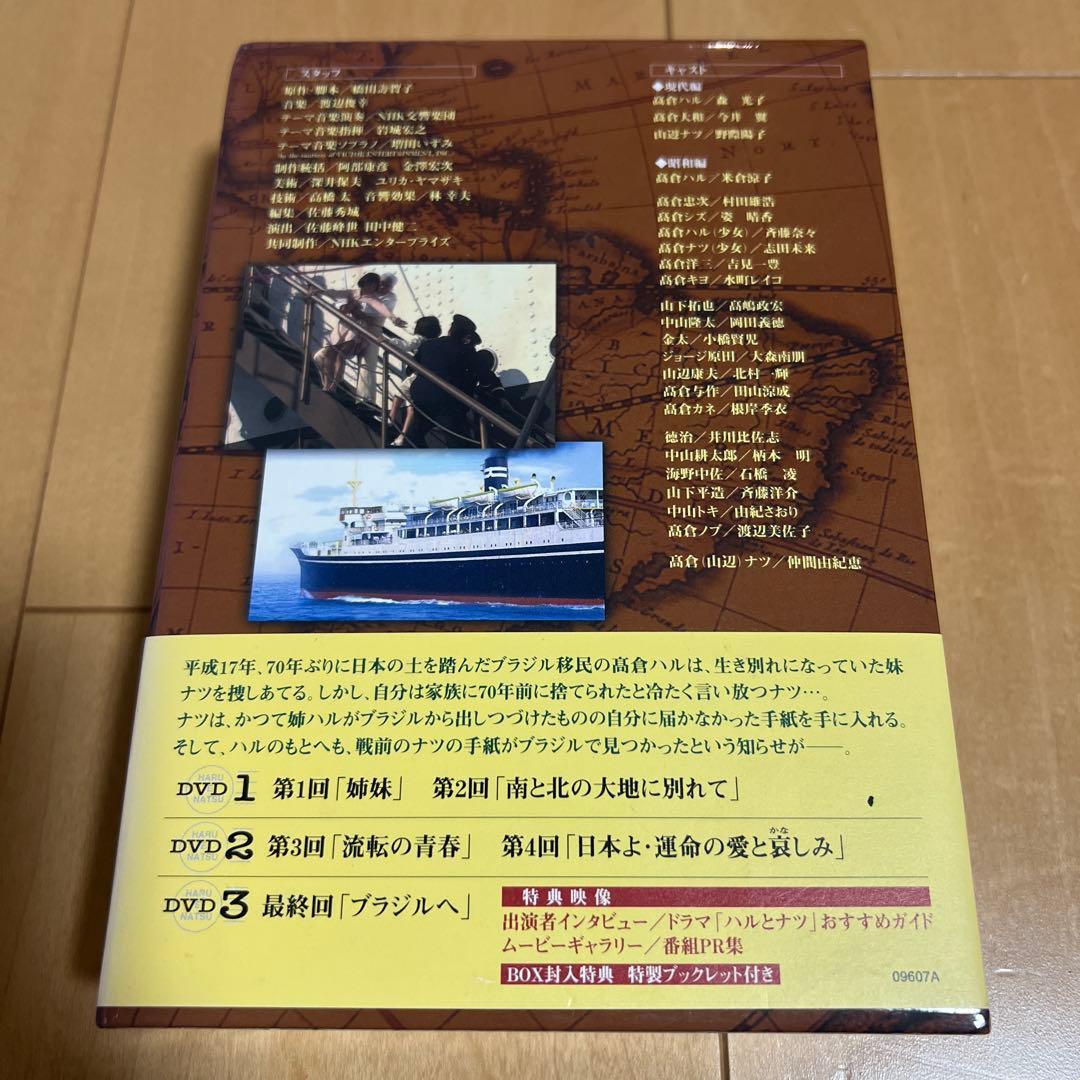 スタッフ
原作・脚本／橋田壽賀子
音楽／渡辺俊幸
テーマ音楽演奏／NHK交響楽団
テーマ音楽指揮／岩城宏之
テーマ音楽ソプラノ／増田いずみ
制作統括／阿部康彦　金澤宏次
美術／深井保夫　ユリカ・ヤマザキ
技術／高橋 太　音響効果／林 幸夫
編集／佐藤秀城
演出／佐藤峰世 田中健二
共同制作／NHKエンタープライズ
キャスト
◆現代編
高倉ハル／森　光子
高倉大和／今井　翼
山辺ナツ／野際陽子
◆昭和編
高倉ハル／米倉涼子
高倉忠次／村田雄浩
高倉シズ／姿　晴香
高倉ハル（少女）／斉藤奈々
高倉ナツ（少女）／志田未来
高倉洋三／吉見一豊
高倉キヨ／水町レイコ
山下拓也／高嶋政宏
中山隆太／岡田義徳
金太／小橋賢児
ジョージ原田／大森南朋
山辺康夫／北村一輝
高倉与作／田山涼成
高倉カネ／根岸季衣
徳治／井川比佐志
中山耕太郎／柄本　明
海野中佐／石橋　凌
山下平造／斉藤洋介
中山トキ／由紀さおり
高倉ノブ／渡辺美佐子
高倉（山辺）ナツ／仲間由紀恵
平成17年、70年ぶりに日本の土を踏んだブラジル移民の高倉ハルは、生き別れになっていた妹
ナツを捜しあてる。しかし、自分は家族に70年前に捨てられたと冷たく言い放つナツ…。
ナツは、かつて姉ハルがブラジルから出しつづけたものの自分に届かなかった手紙を手に入れる。
そして、ハルのもとへも、戦前のナツの手紙がブラジルで見つかったという知らせが――。
HARU NATSU DVD 1 第1回「姉妹」　第2回「南と北の大地に別れて」
HARU NATSU DVD 2 第3回「流転の青春」　第4回「日本よ・運命の愛と哀（かな）しみ」
HARU NATSU DVD 3 最終回「ブラジルへ」
特典映像
出演者インタビュー／ドラマ「ハルとナツ」おすすめガイド
ムービーギャラリー／番組PR集
BOX封入特典　特製ブックレット付き
09607A